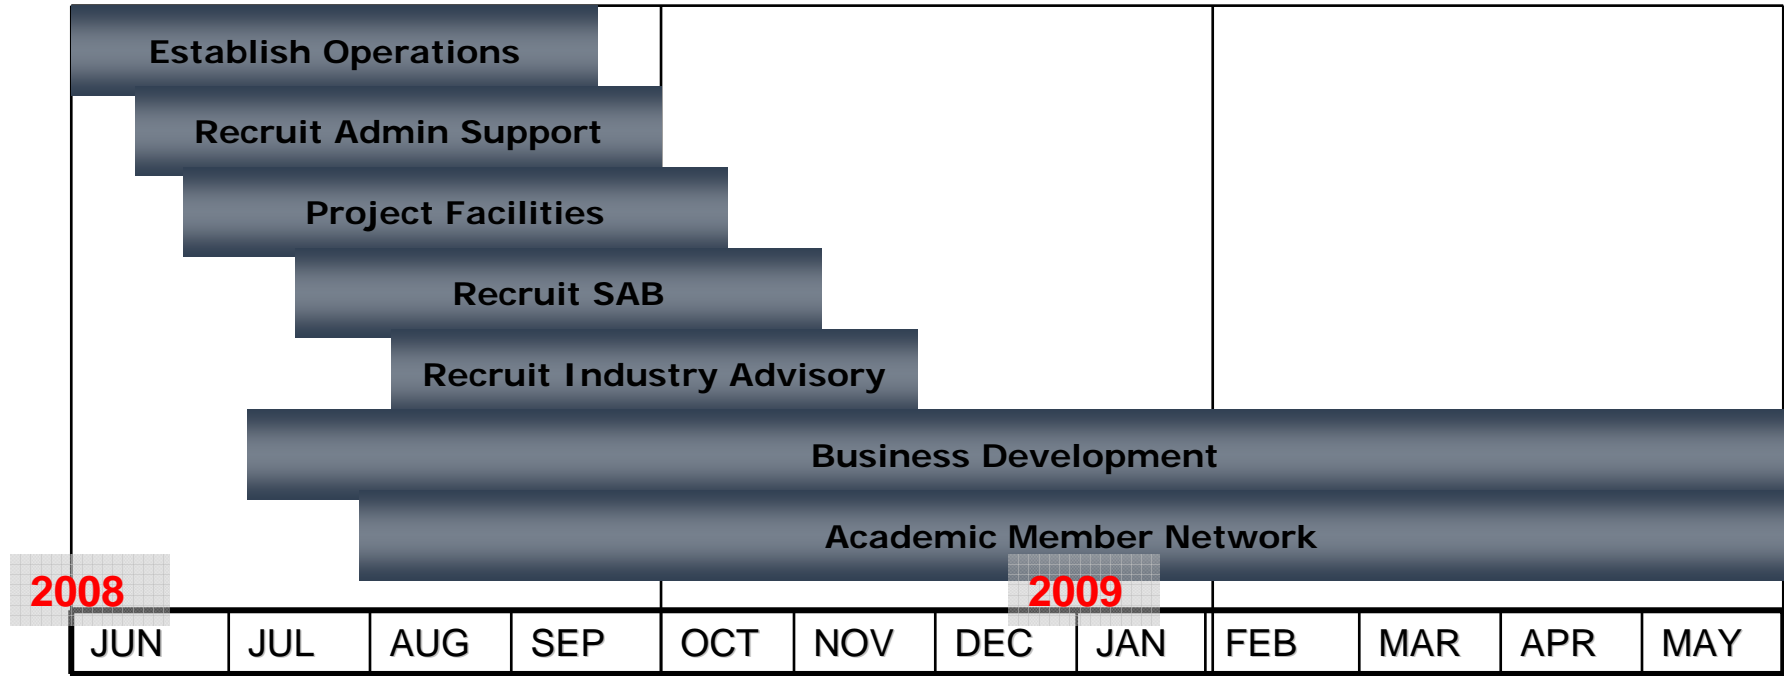 Establish Operations
Recruit Admin Support
Project Facilities
Recruit SAB
Recruit Industry Advisory
Business Development
Academic Member Network
2008 2009
JUN JUL AUG SEP OCT NOV DEC JAN FEB MAR APR MAY